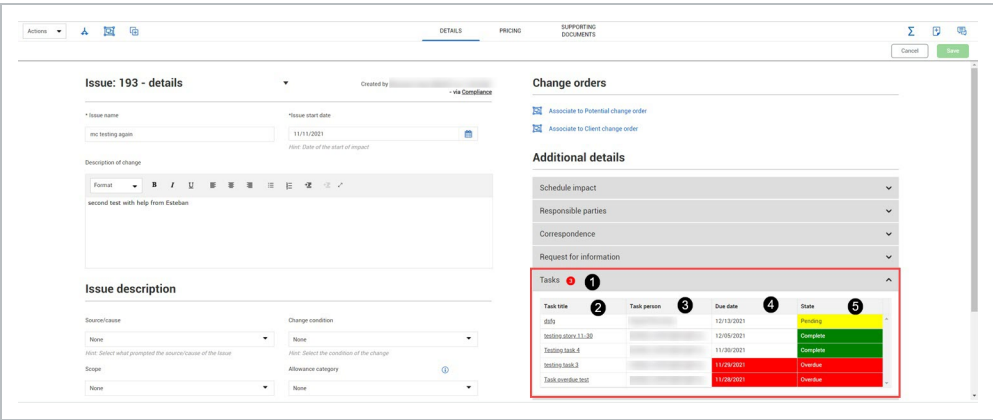 Actions
DETAILS
PRICING
SUPPORTING
DOCUMENTS
Cancel
Save
Issue: 193 - details
Created by
- via Compliance
* Issue name
*Issue start date
mc testing again
11/11/2021
Hint: Date of the start of impact
Description of change
Format
B I U
second test with help from Esteban
Issue description
Source/cause
Change condition
None
None
Hint: Select what prompted the source/cause of the issue
Hint: Select the condition of the change
Scope
Allowance category
None
None
Change orders
Associate to Potential change order
Associate to Client change order
Additional details
Schedule impact
Responsible parties
Correspondence
Request for information
Tasks 3 1
Task title 2 Task person 3 Due date 4 State 5
dsfg 12/13/2021 Pending
testing story 11-30 12/05/2021 Complete
Testing task 4 11/30/2021 Complete
testing task 3 11/29/2021 Overdue
Task overdue test 11/28/2021 Overdue